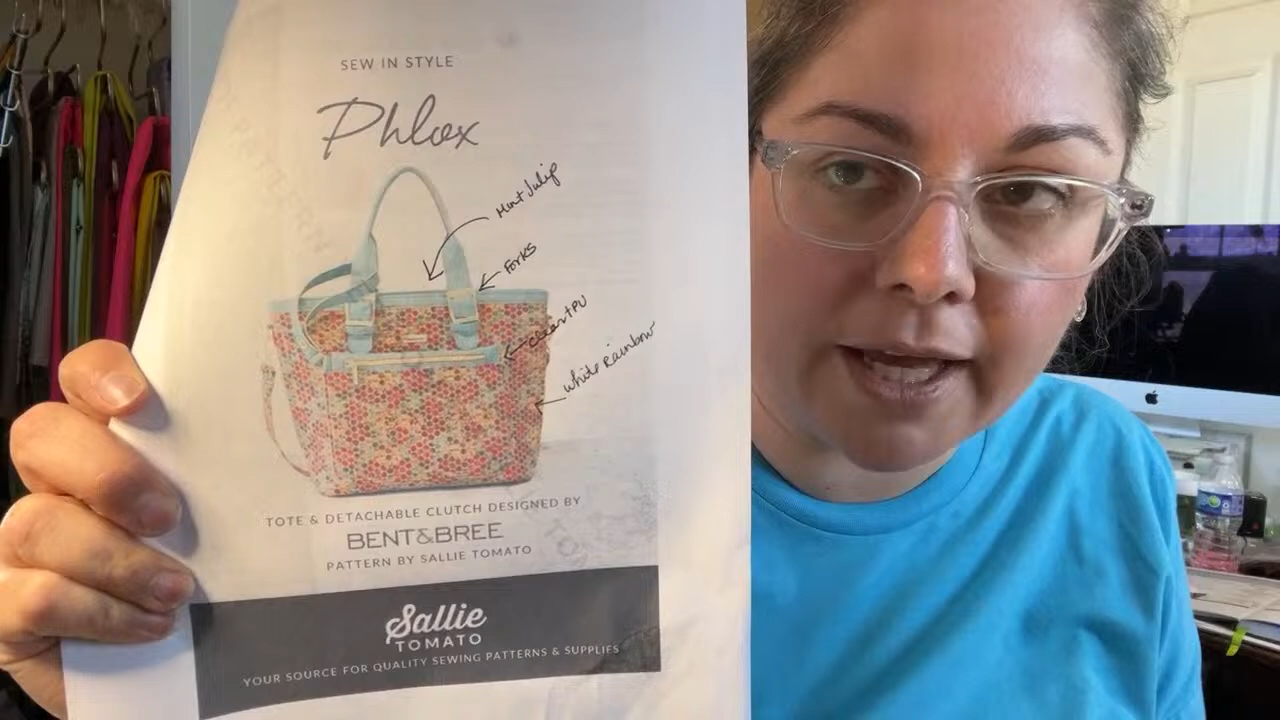 SEW IN STYLE
Phlox
Mint Julip
Forks
Clear TPU
White Rainbow
TOTE & DETACHABLE CLUTCH DESIGNED BY
BENT&BREE
PATTERN BY SALLIE TOMATO
Sallie
TOMATO
YOUR SOURCE FOR QUALITY SEWING PATTERNS & SUPPLIES